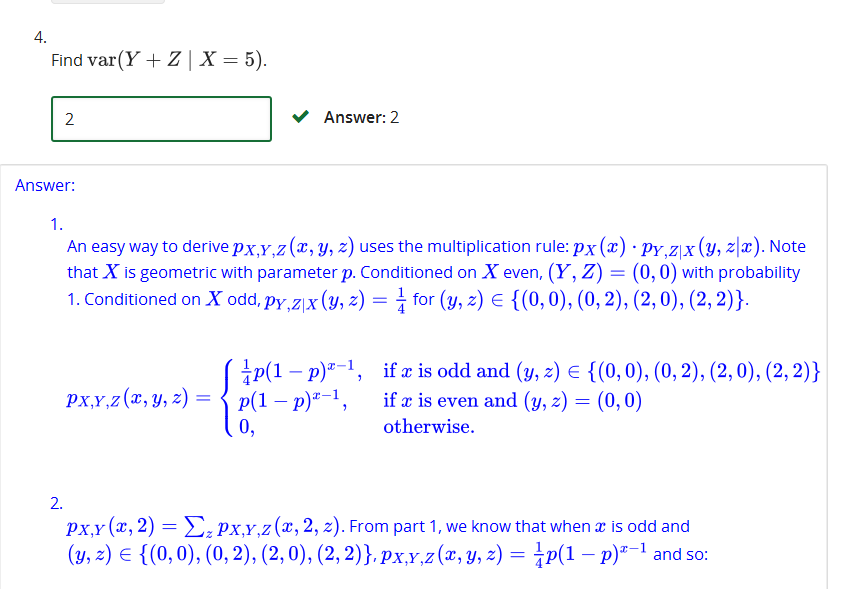 4.
Find var(Y + Z | X = 5).
2
✔ Answer: 2
Answer:
1.
An easy way to derive p_{X,Y,Z}(x, y, z) uses the multiplication rule: p_X(x) · p_{Y,Z|X}(y, z|x). Note
that X is geometric with parameter p. Conditioned on X even, (Y, Z) = (0, 0) with probability
1. Conditioned on X odd, p_{Y,Z|X}(y, z) = 1/4 for (y, z) ∈ {(0, 0), (0, 2), (2, 0), (2, 2)}.
p_{X,Y,Z}(x, y, z) = { 1/4 p(1 − p)^{x−1}, if x is odd and (y, z) ∈ {(0, 0), (0, 2), (2, 0), (2, 2)}
p(1 − p)^{x−1}, if x is even and (y, z) = (0, 0)
0, otherwise.
2.
p_{X,Y}(x, 2) = ∑_z p_{X,Y,Z}(x, 2, z). From part 1, we know that when x is odd and
(y, z) ∈ {(0, 0), (0, 2), (2, 0), (2, 2)}, p_{X,Y,Z}(x, y, z) = 1/4 p(1 − p)^{x−1} and so: